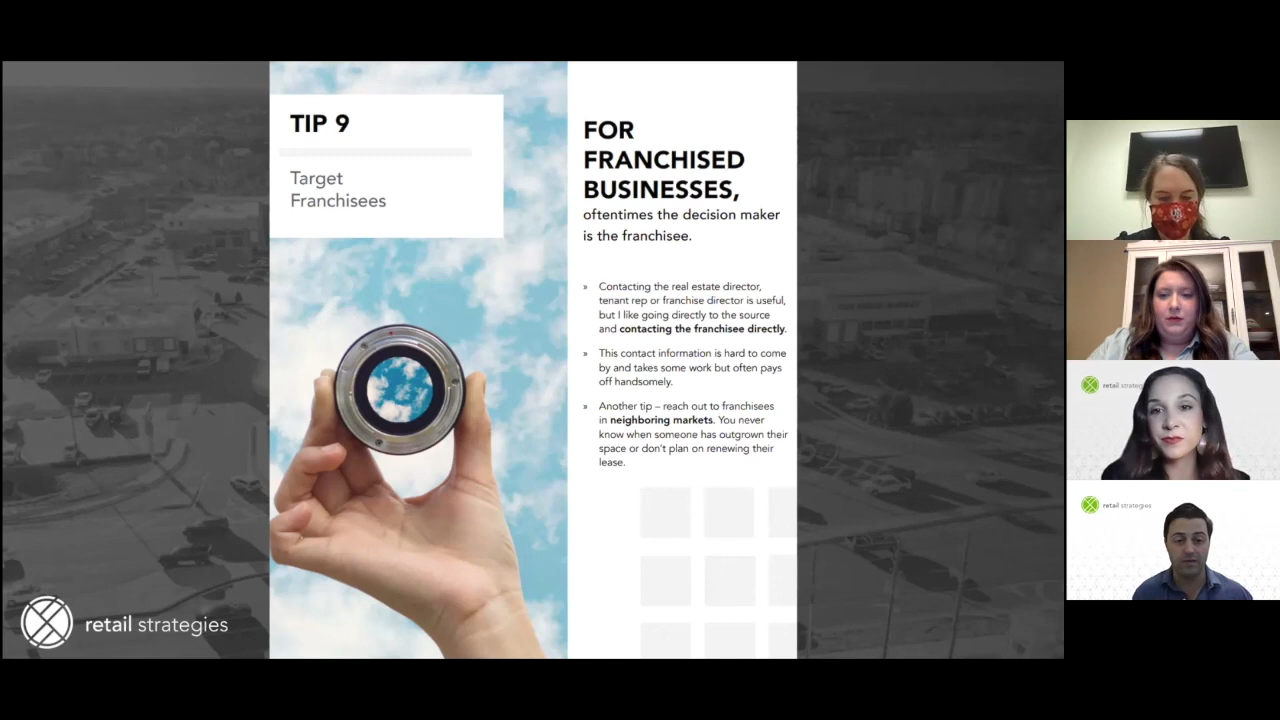 TIP 9
Target
Franchisees
FOR
FRANCHISED
BUSINESSES,
oftentimes the decision maker
is the franchisee.
» Contacting the real estate director,
tenant rep or franchise director is useful,
but I like going directly to the source
and contacting the franchisee directly.
» This contact information is hard to come
by and takes some work but often pays
off handsomely.
» Another tip – reach out to franchisees
in neighboring markets. You never
know when someone has outgrown their
space or don't plan on renewing their
lease.
retail strategies
retail strateg
retail strategies